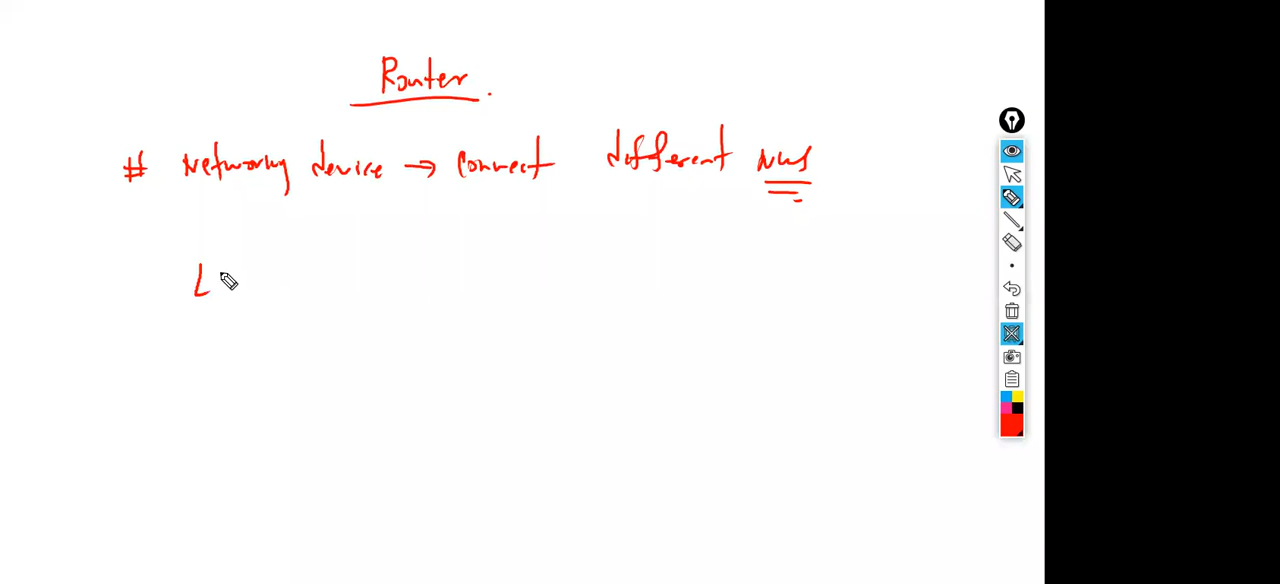 Router.
# Networking device → connect different NWs
L